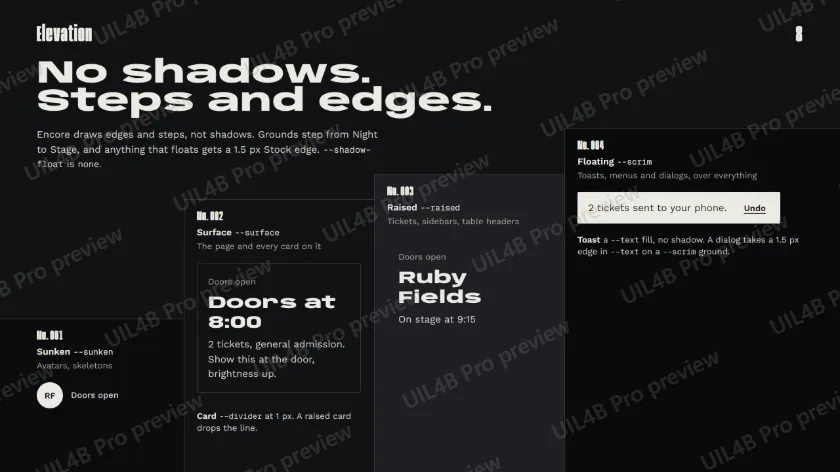 Elevation
8
No shadows.
Steps and edges.
Encore draws edges and steps, not shadows. Grounds step from Night
to Stage, and anything that floats gets a 1.5 px Stock edge. --shadow-
float is none.
No. 001
Sunken --sunken
Avatars, skeletons
RF
Doors open
No. 002
Surface --surface
The page and every card on it
Doors open
Doors at
8:00
2 tickets, general admission.
Show this at the door,
brightness up.
Card --divider at 1 px. A raised card
drops the line.
No. 003
Raised --raised
Tickets, sidebars, table headers
Doors open
Ruby
Fields
On stage at 9:15
No. 004
Floating --scrim
Toasts, menus and dialogs, over everything
2 tickets sent to your phone. Undo
Toast a --text fill, no shadow. A dialog takes a 1.5 px
edge in --text on a --scrim ground.
UIL4B Pro preview